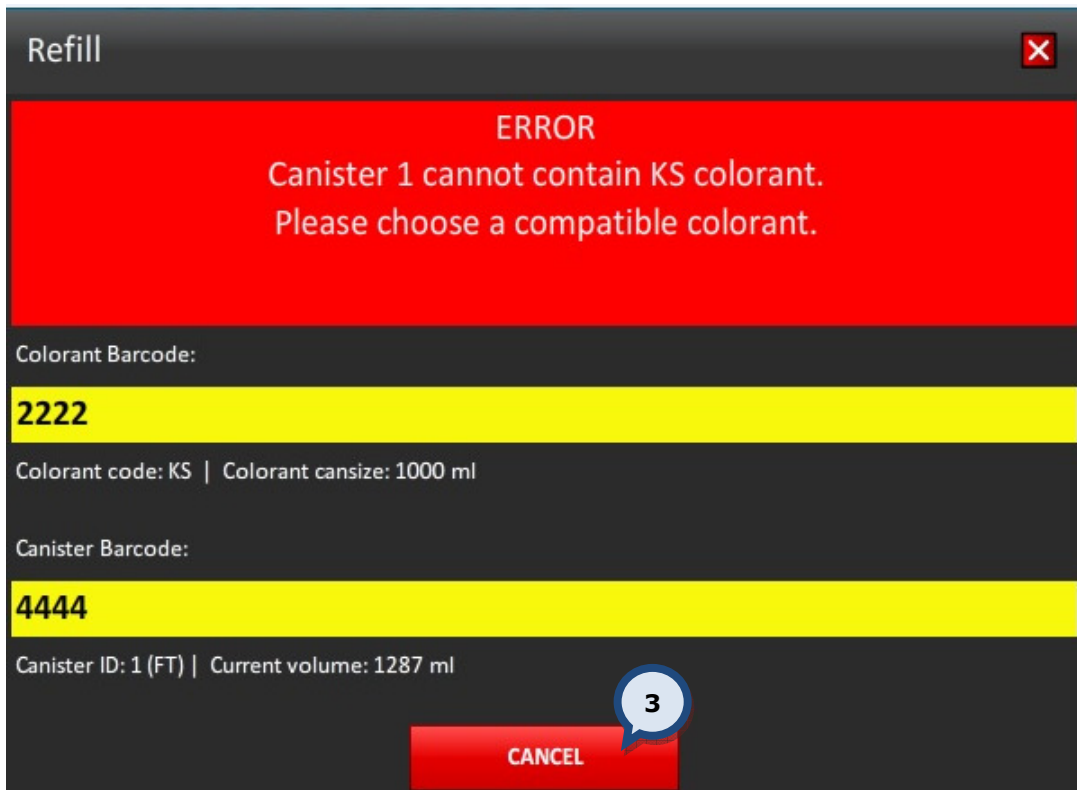 Refill
ERROR
Canister 1 cannot contain KS colorant.
Please choose a compatible colorant.
Colorant Barcode:
2222
Colorant code: KS | Colorant cansize: 1000 ml
Canister Barcode:
4444
Canister ID: 1 (FT) | Current volume: 1287 ml
3
CANCEL